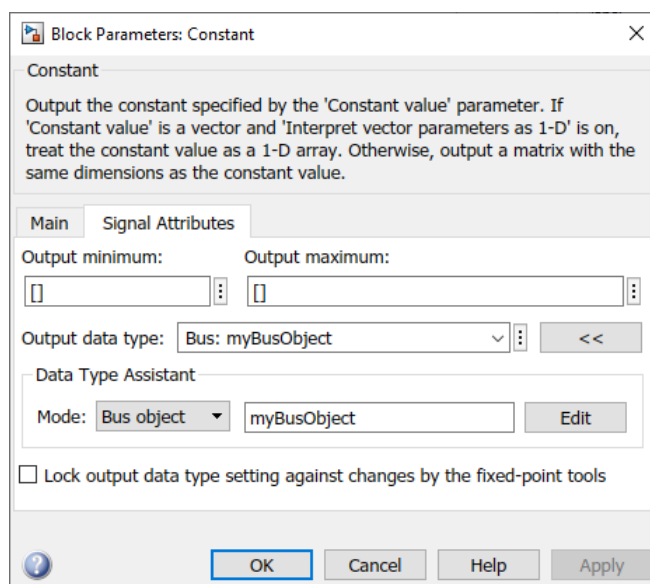 Block Parameters: Constant
Constant
Output the constant specified by the 'Constant value' parameter. If
'Constant value' is a vector and 'Interpret vector parameters as 1-D' is on,
treat the constant value as a 1-D array. Otherwise, output a matrix with the
same dimensions as the constant value.
Main Signal Attributes
Output minimum: Output maximum:
[] []
Output data type: Bus: myBusObject <<
Data Type Assistant
Mode: Bus object myBusObject Edit
Lock output data type setting against changes by the fixed-point tools
? OK Cancel Help Apply